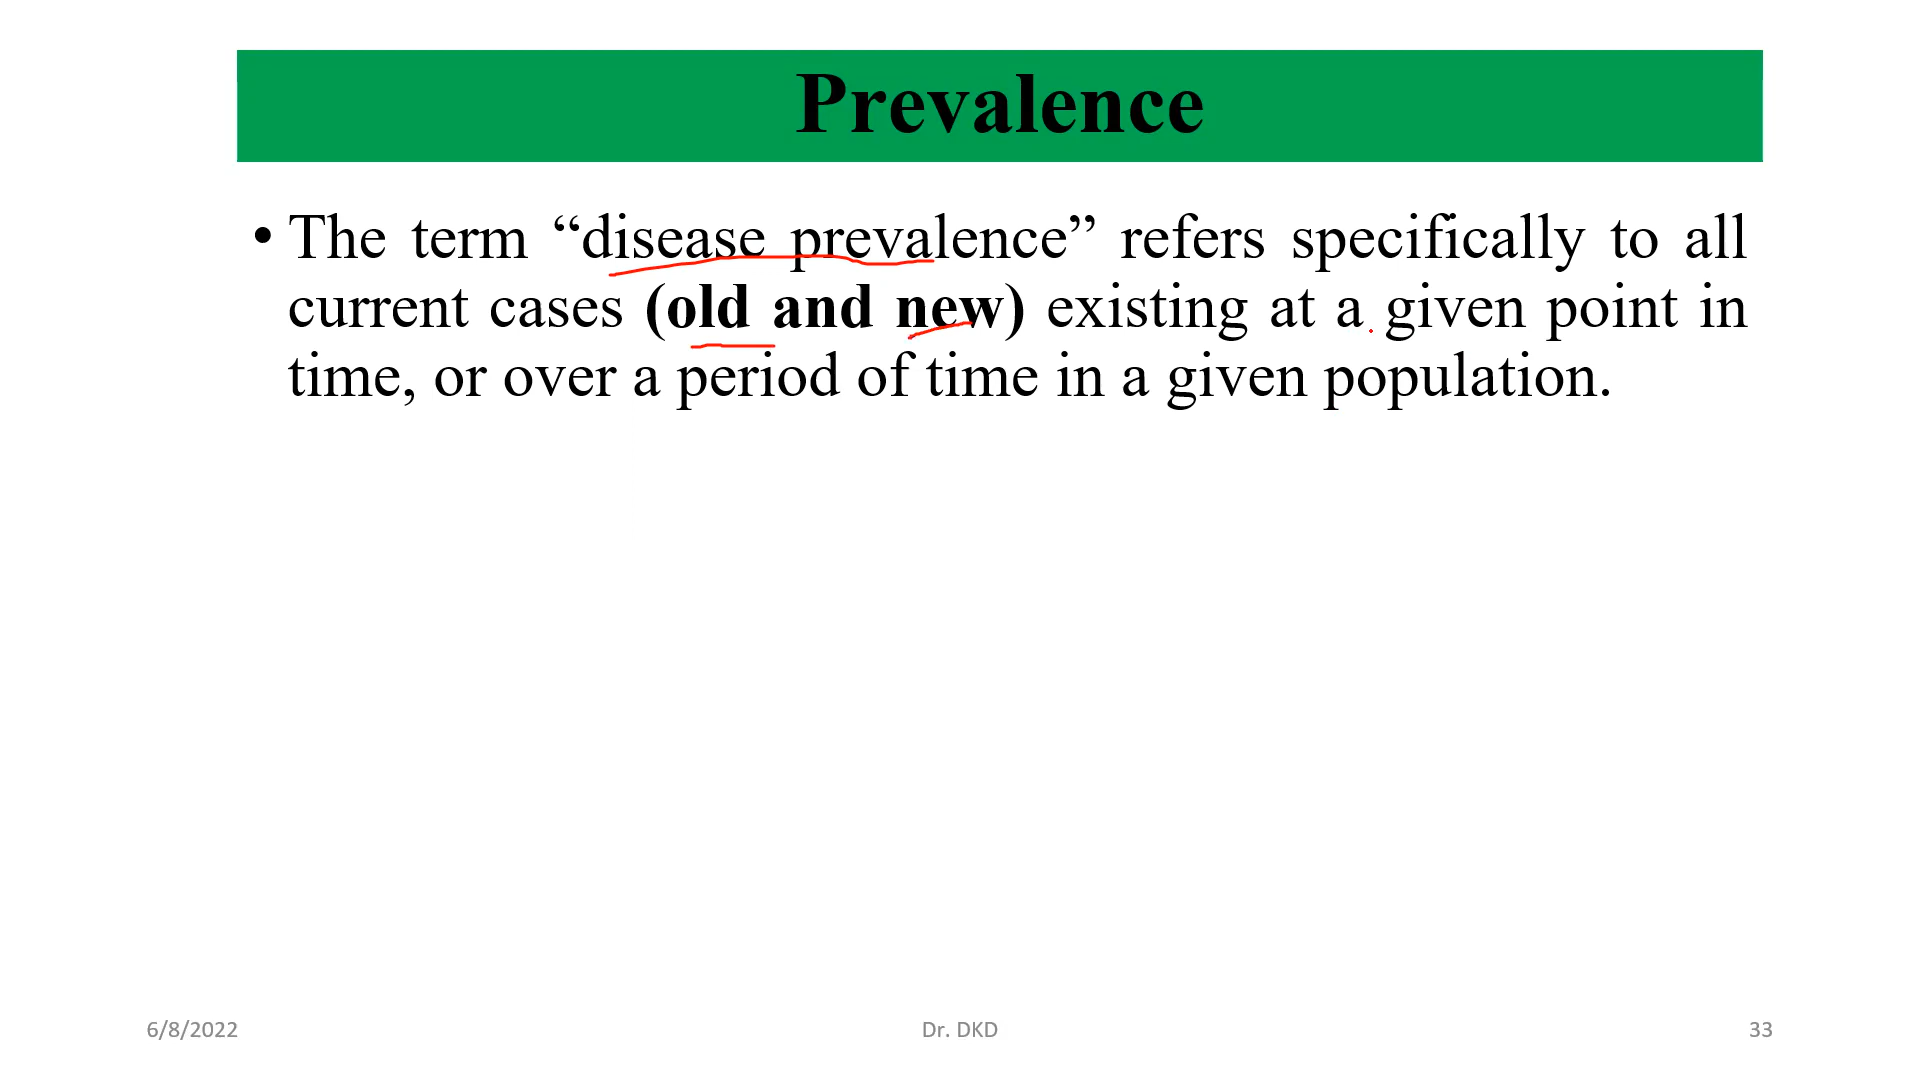 Prevalence
• The term “disease prevalence” refers specifically to all
current cases (old and new) existing at a given point in
time, or over a period of time in a given population.
6/8/2022
Dr. DKD
33